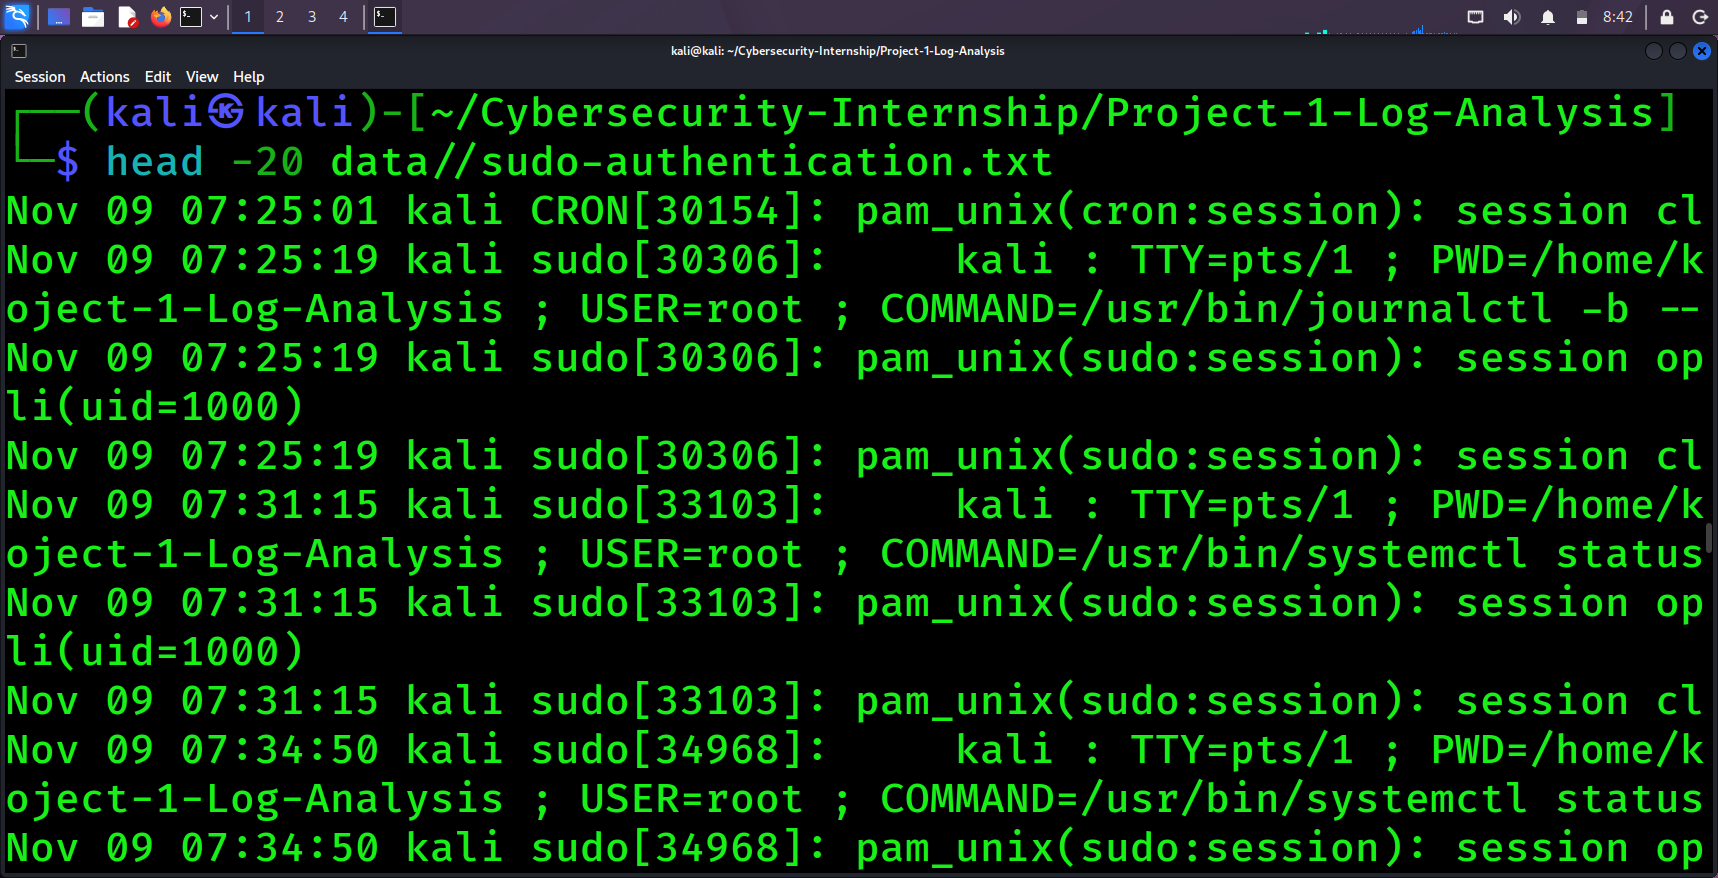 1 2 3 4 8:42
kali@kali: ~/Cybersecurity-Internship/Project-1-Log-Analysis
Session Actions Edit View Help
┌──(kali㉿kali)-[~/Cybersecurity-Internship/Project-1-Log-Analysis]
└─$ head -20 data//sudo-authentication.txt
Nov 09 07:25:01 kali CRON[30154]: pam_unix(cron:session): session cl
Nov 09 07:25:19 kali sudo[30306]:     kali : TTY=pts/1 ; PWD=/home/k
oject-1-Log-Analysis ; USER=root ; COMMAND=/usr/bin/journalctl -b --
Nov 09 07:25:19 kali sudo[30306]: pam_unix(sudo:session): session op
li(uid=1000)
Nov 09 07:25:19 kali sudo[30306]: pam_unix(sudo:session): session cl
Nov 09 07:31:15 kali sudo[33103]:     kali : TTY=pts/1 ; PWD=/home/k
oject-1-Log-Analysis ; USER=root ; COMMAND=/usr/bin/systemctl status
Nov 09 07:31:15 kali sudo[33103]: pam_unix(sudo:session): session op
li(uid=1000)
Nov 09 07:31:15 kali sudo[33103]: pam_unix(sudo:session): session cl
Nov 09 07:34:50 kali sudo[34968]:     kali : TTY=pts/1 ; PWD=/home/k
oject-1-Log-Analysis ; USER=root ; COMMAND=/usr/bin/systemctl status
Nov 09 07:34:50 kali sudo[34968]: pam_unix(sudo:session): session op